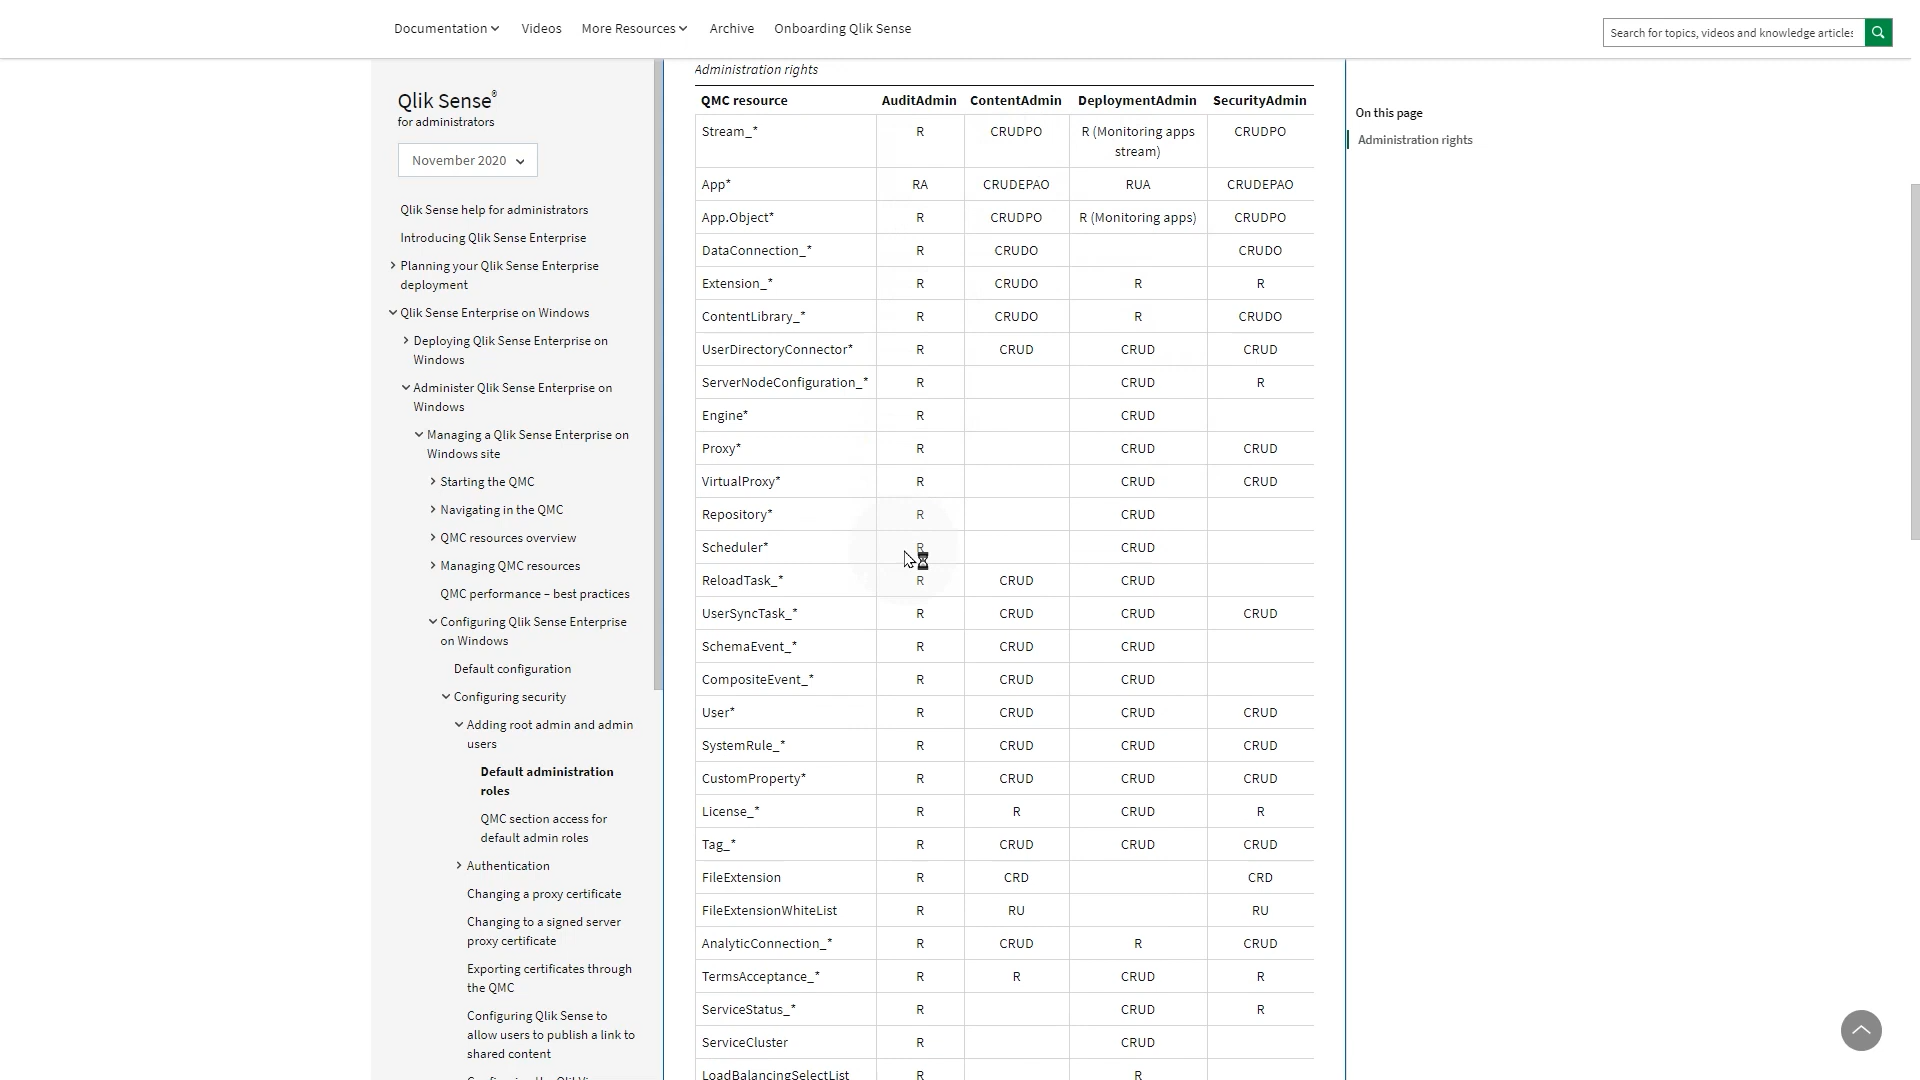 Documentation Videos More Resources Archive Onboarding Qlik Sense
Search for topics, videos and knowledge articles
Qlik Sense®
for administrators
November 2020
Qlik Sense help for administrators
Introducing Qlik Sense Enterprise
Planning your Qlik Sense Enterprise
deployment
Qlik Sense Enterprise on Windows
Deploying Qlik Sense Enterprise on
Windows
Administer Qlik Sense Enterprise on
Windows
Managing a Qlik Sense Enterprise on
Windows site
Starting the QMC
Navigating in the QMC
QMC resources overview
Managing QMC resources
QMC performance – best practices
Configuring Qlik Sense Enterprise
on Windows
Default configuration
Configuring security
Adding root admin and admin
users
Default administration
roles
QMC section access for
default admin roles
Authentication
Changing a proxy certificate
Changing to a signed server
proxy certificate
Exporting certificates through
the QMC
Configuring Qlik Sense to
allow users to publish a link to
shared content
Administration rights
QMC resource AuditAdmin ContentAdmin DeploymentAdmin SecurityAdmin
Stream_* R CRUDPO R (Monitoring apps stream) CRUDPO
App* RA CRUDEPAO RUA CRUDEPAO
App.Object* R CRUDPO R (Monitoring apps) CRUDPO
DataConnection_* R CRUDO CRUDO
Extension_* R CRUDO R R
ContentLibrary_* R CRUDO R CRUDO
UserDirectoryConnector* R CRUD CRUD CRUD
ServerNodeConfiguration_* R CRUD R
Engine* R CRUD
Proxy* R CRUD CRUD
VirtualProxy* R CRUD CRUD
Repository* R CRUD
Scheduler* R CRUD
ReloadTask_* R CRUD CRUD
UserSyncTask_* R CRUD CRUD CRUD
SchemaEvent_* R CRUD CRUD
CompositeEvent_* R CRUD CRUD
User* R CRUD CRUD CRUD
SystemRule_* R CRUD CRUD CRUD
CustomProperty* R CRUD CRUD CRUD
License_* R R CRUD R
Tag_* R CRUD CRUD CRUD
FileExtension R CRD CRD
FileExtensionWhiteList R RU RU
AnalyticConnection_* R CRUD R CRUD
TermsAcceptance_* R R CRUD R
ServiceStatus_* R CRUD R
ServiceCluster R CRUD
LoadBalancingSelectList R R
On this page
Administration rights